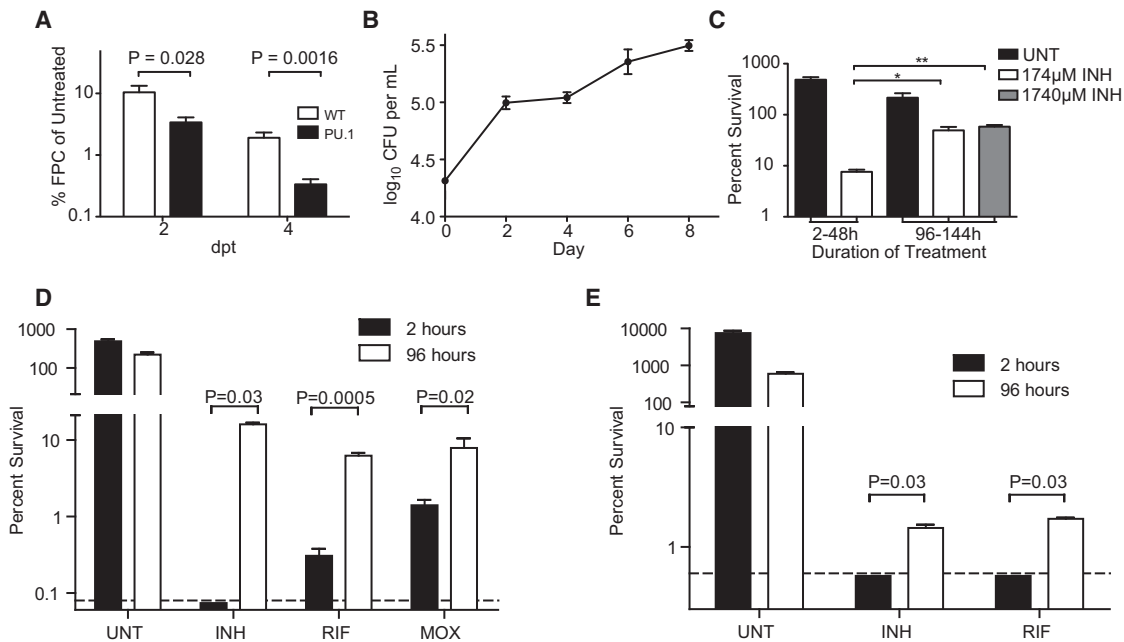 A
P = 0.028
P = 0.0016
% FPC of Untreated
10
1
0.1
WT
PU.1
2
4
dpt
B
log10 CFU per mL
5.5
5.0
4.5
4.0
0
2
4
6
8
Day
C
UNT
174µM INH
1740µM INH
Percent Survival
1000
100
10
1
**
*
2-48h
96-144h
Duration of Treatment
D
2 hours
96 hours
Percent Survival
1000
100
10
1
0.1
P=0.03
P=0.0005
P=0.02
UNT
INH
RIF
MOX
E
2 hours
96 hours
Percent Survival
10000
1000
100
10
1
P=0.03
P=0.03
UNT
INH
RIF